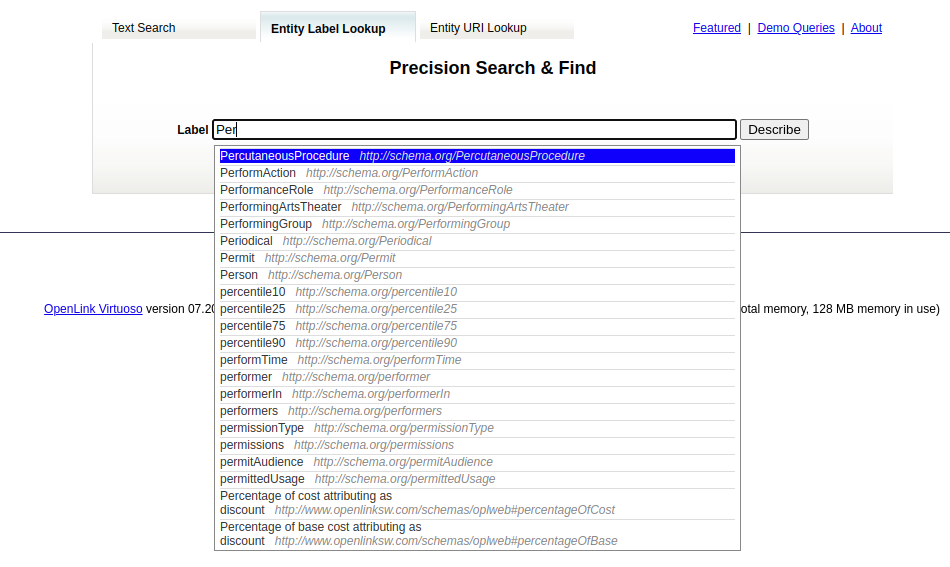 Text Search Entity Label Lookup Entity URI Lookup Featured | Demo Queries | About
Precision Search & Find
Label Per Describe
PercutaneousProcedure http://schema.org/PercutaneousProcedure
PerformAction http://schema.org/PerformAction
PerformanceRole http://schema.org/PerformanceRole
PerformingArtsTheater http://schema.org/PerformingArtsTheater
PerformingGroup http://schema.org/PerformingGroup
Periodical http://schema.org/Periodical
Permit http://schema.org/Permit
Person http://schema.org/Person
percentile10 http://schema.org/percentile10
OpenLink Virtuoso version 07.20 percentile25 http://schema.org/percentile25 otal memory, 128 MB memory in use)
percentile75 http://schema.org/percentile75
percentile90 http://schema.org/percentile90
performTime http://schema.org/performTime
performer http://schema.org/performer
performerIn http://schema.org/performerIn
performers http://schema.org/performers
permissionType http://schema.org/permissionType
permissions http://schema.org/permissions
permitAudience http://schema.org/permitAudience
permittedUsage http://schema.org/permittedUsage
Percentage of cost attributing as
discount http://www.openlinksw.com/schemas/oplweb#percentageOfCost
Percentage of base cost attributing as
discount http://www.openlinksw.com/schemas/oplweb#percentageOfBase